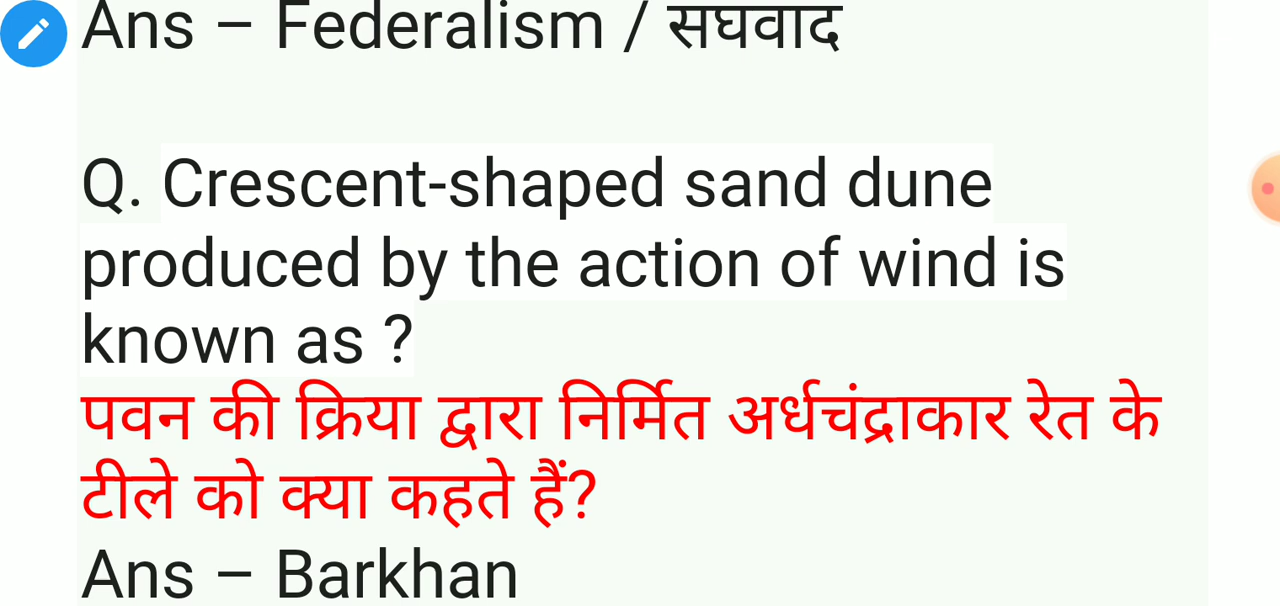 Ans – Federalism / सघवाद
Q. Crescent-shaped sand dune
produced by the action of wind is
known as ?
पवन की क्रिया द्वारा निर्मित अर्धचंद्राकार रेत के
टीले को क्या कहते हैं?
Ans – Barkhan